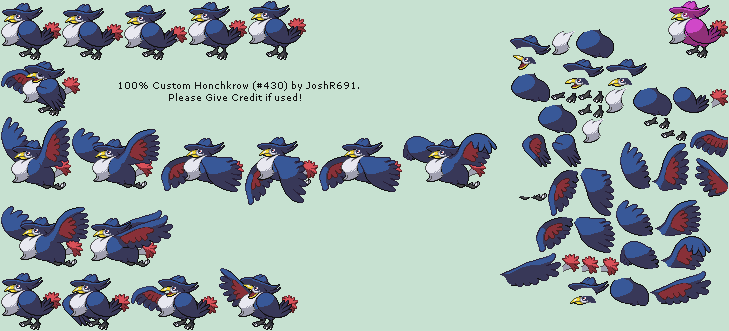 100% Custom Honchkrow (#430) by JoshR691.
Please Give Credit if used!